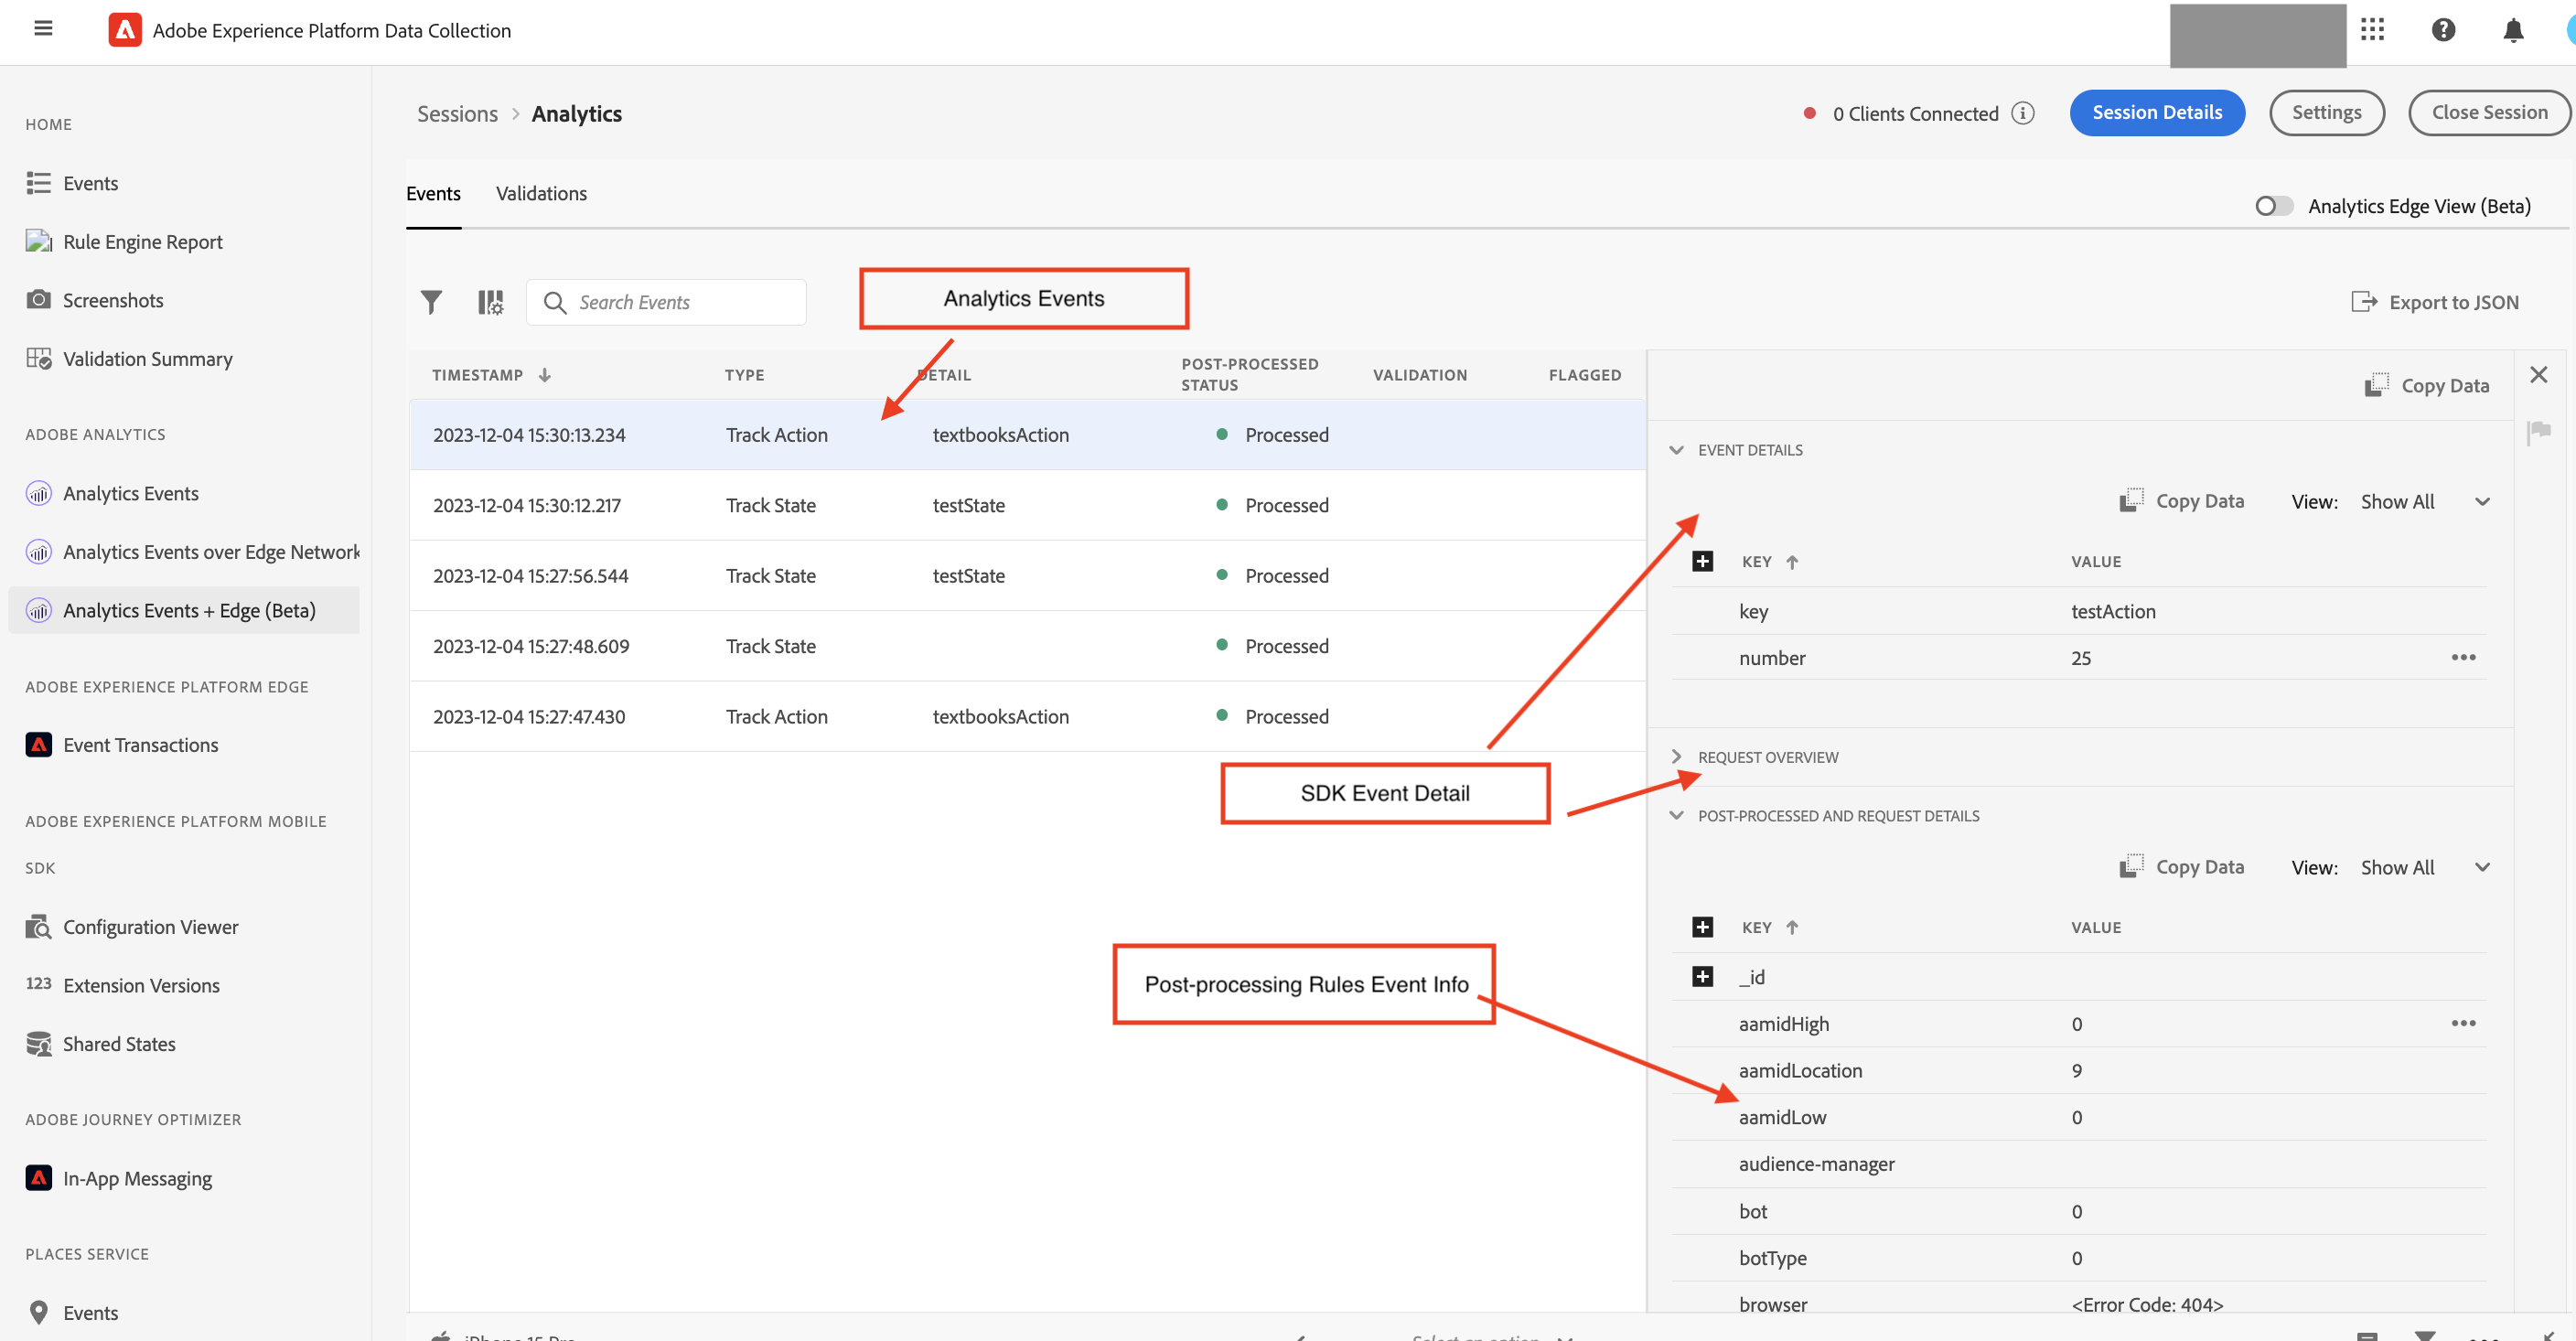 Adobe Experience Platform Data Collection
HOME
Events
Rule Engine Report
Screenshots
Validation Summary
ADOBE ANALYTICS
Analytics Events
Analytics Events over Edge Network
Analytics Events + Edge (Beta)
ADOBE EXPERIENCE PLATFORM EDGE
Event Transactions
ADOBE EXPERIENCE PLATFORM MOBILE
SDK
Configuration Viewer
123 Extension Versions
Shared States
ADOBE JOURNEY OPTIMIZER
In-App Messaging
PLACES SERVICE
Events
Sessions > Analytics
0 Clients Connected
Session Details
Settings
Close Session
Events Validations
Analytics Edge View (Beta)
Search Events
Analytics Events
Export to JSON
TIMESTAMP TYPE DETAIL POST-PROCESSED STATUS VALIDATION FLAGGED
2023-12-04 15:30:13.234 Track Action textbooksAction Processed
2023-12-04 15:30:12.217 Track State testState Processed
2023-12-04 15:27:56.544 Track State testState Processed
2023-12-04 15:27:48.609 Track State Processed
2023-12-04 15:27:47.430 Track Action textbooksAction Processed
SDK Event Detail
Post-processing Rules Event Info
Copy Data
EVENT DETAILS
Copy Data View: Show All
KEY VALUE
key testAction
number 25
REQUEST OVERVIEW
POST-PROCESSED AND REQUEST DETAILS
Copy Data View: Show All
KEY VALUE
_id
aamidHigh 0
aamidLocation 9
aamidLow 0
audience-manager
bot 0
botType 0
browser <Error Code: 404>
iPhone 15 Pro
Select an option